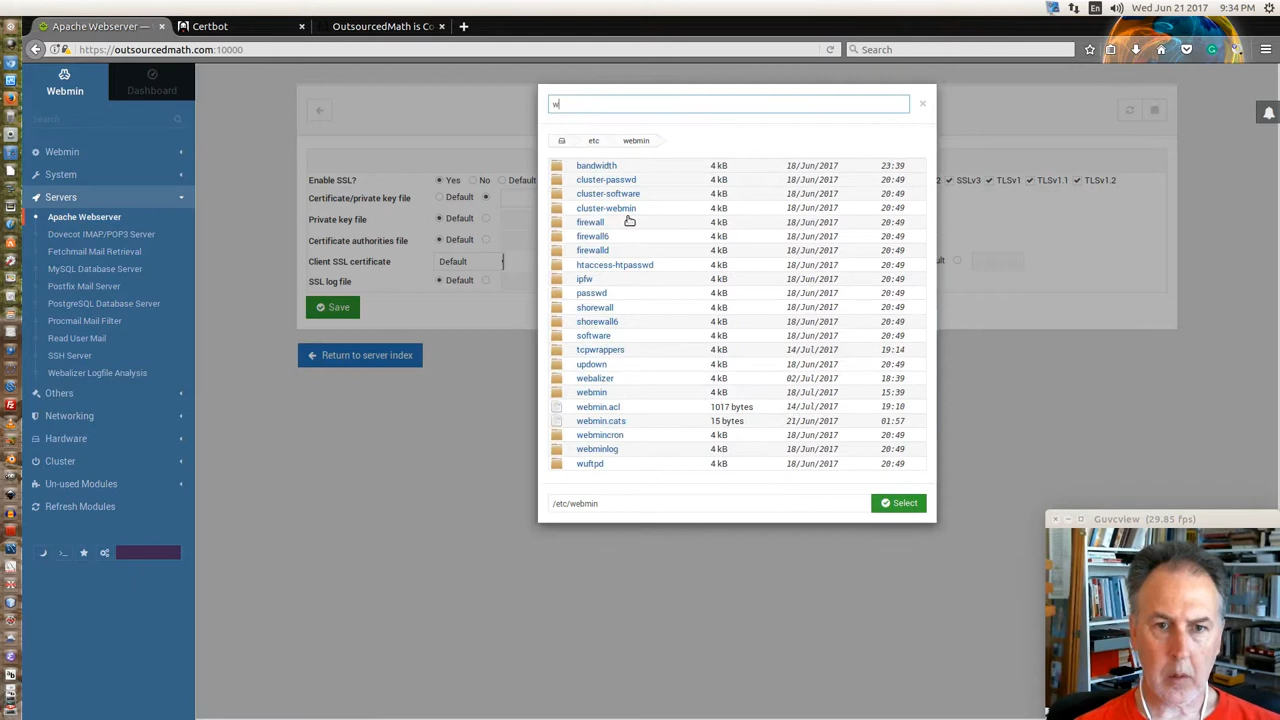 En Wed Jun 21 2017 9:34 PM
Apache Webserver — × Certbot × OutsourcedMath is Co × +
https://outsourcedmath.com:10000 Search
Webmin Dashboard
Search
Webmin
System
Servers
Apache Webserver
Dovecot IMAP/POP3 Server
Fetchmail Mail Retrieval
MySQL Database Server
Postfix Mail Server
PostgreSQL Database Server
Procmail Mail Filter
Read User Mail
SSH Server
Webalizer Logfile Analysis
Others
Networking
Hardware
Cluster
Un-used Modules
Refresh Modules
Enable SSL? Yes No Default
Certificate/private key file Default
Private key file Default
Certificate authorities file Default
Client SSL certificate Default
SSL log file Default
Save
Return to server index
SSLv3 TLSv1 TLSv1.1 TLSv1.2
w ×
etc webmin
bandwidth 4 kB 18/Jun/2017 23:39
cluster-passwd 4 kB 18/Jun/2017 20:49
cluster-software 4 kB 18/Jun/2017 20:49
cluster-webmin 4 kB 18/Jun/2017 20:49
firewall 4 kB 18/Jun/2017 20:49
firewall6 4 kB 18/Jun/2017 20:49
firewalld 4 kB 18/Jun/2017 20:49
htaccess-htpasswd 4 kB 18/Jun/2017 20:49
ipfw 4 kB 18/Jun/2017 20:49
passwd 4 kB 18/Jun/2017 20:49
shorewall 4 kB 18/Jun/2017 20:49
shorewall6 4 kB 18/Jun/2017 20:49
software 4 kB 18/Jun/2017 20:49
tcpwrappers 4 kB 14/Jul/2017 19:14
updown 4 kB 18/Jun/2017 20:49
webalizer 4 kB 02/Jul/2017 18:39
webmin 4 kB 18/Jun/2017 15:39
webmin.acl 1017 bytes 14/Jul/2017 19:10
webmin.cats 15 bytes 21/Jun/2017 01:57
webmincron 4 kB 18/Jun/2017 20:49
webminlog 4 kB 18/Jun/2017 20:49
wuftpd 4 kB 18/Jun/2017 20:49
/etc/webmin Select
Guvcview (29.85 fps)